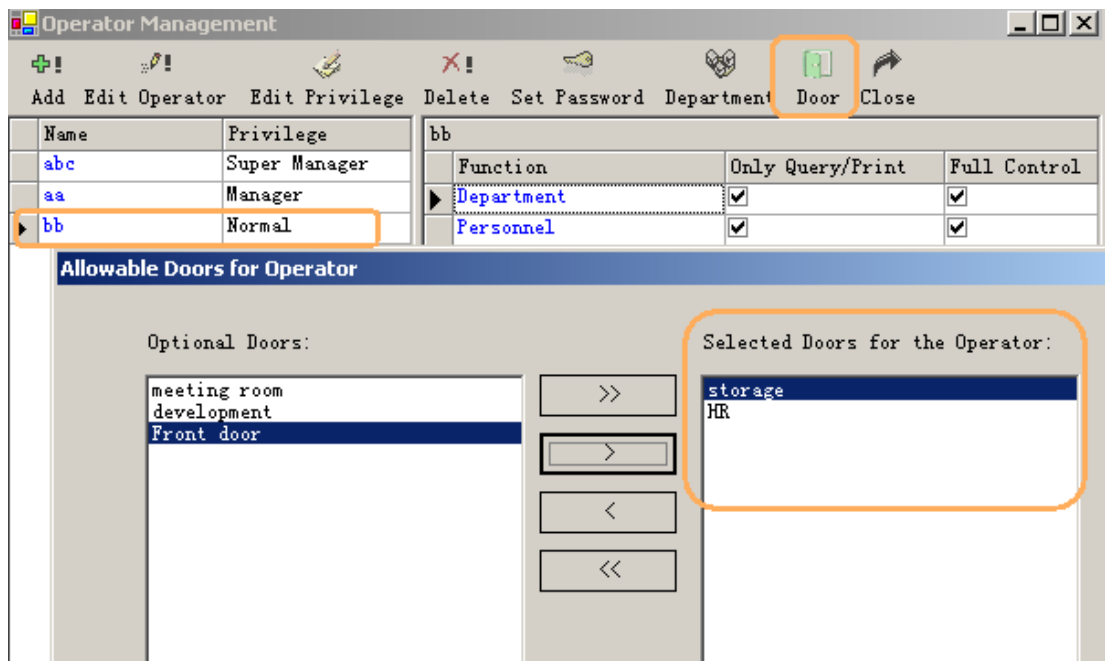 Operator Management
Add Edit Operator Edit Privilege Delete Set Password Department Door Close
Name Privilege
abc Super Manager
aa Manager
bb Normal
bb
Function Only Query/Print Full Control
Department
Personnel
Allowable Doors for Operator
Optional Doors:
meeting room
development
Front door
>>
>
<
<<
Selected Doors for the Operator:
storage
HR